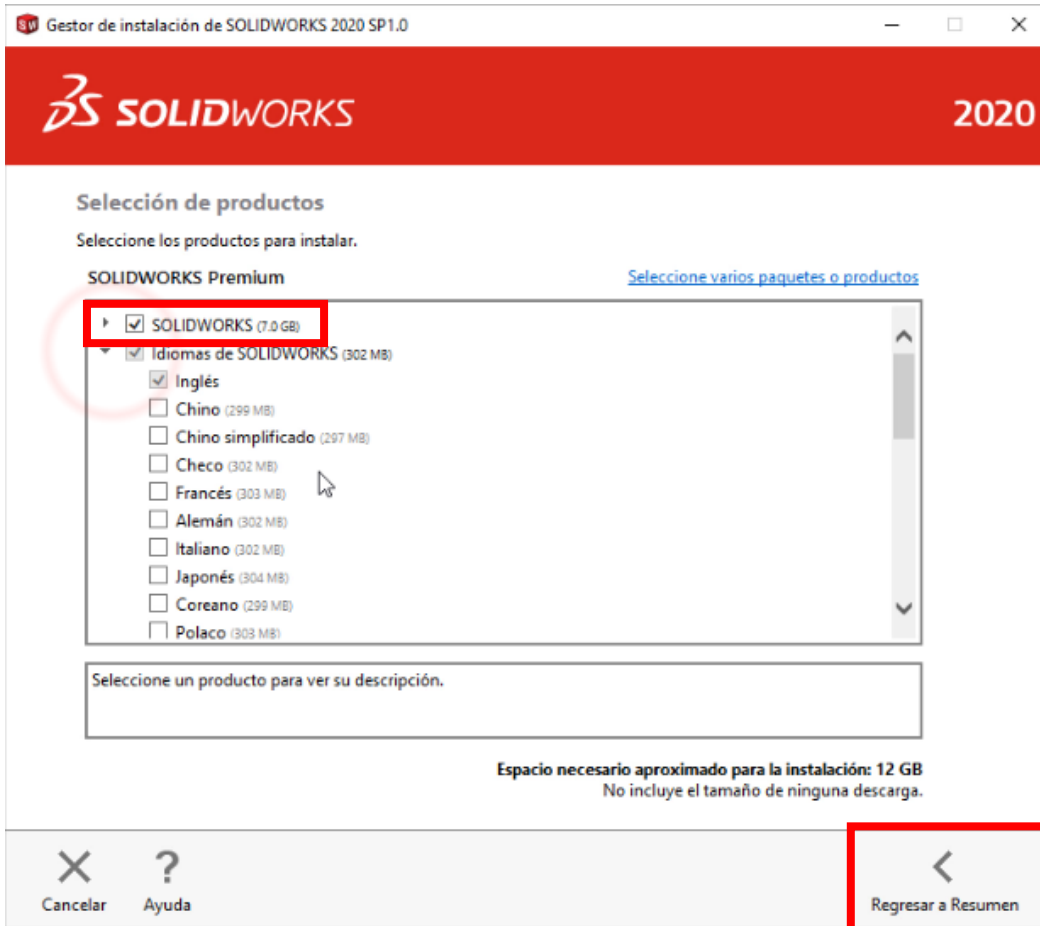 Gestor de instalación de SOLIDWORKS 2020 SP1.0
SOLIDWORKS 2020
Selección de productos
Seleccione los productos para instalar.
SOLIDWORKS Premium Seleccione varios paquetes o productos
SOLIDWORKS (7.0 GB)
Idiomas de SOLIDWORKS (302 MB)
Inglés
Chino (299 MB)
Chino simplificado (297 MB)
Checo (302 MB)
Francés (303 MB)
Alemán (302 MB)
Italiano (302 MB)
Japonés (304 MB)
Coreano (299 MB)
Polaco (303 MB)
Seleccione un producto para ver su descripción.
Espacio necesario aproximado para la instalación: 12 GB
No incluye el tamaño de ninguna descarga.
Cancelar Ayuda Regresar a Resumen